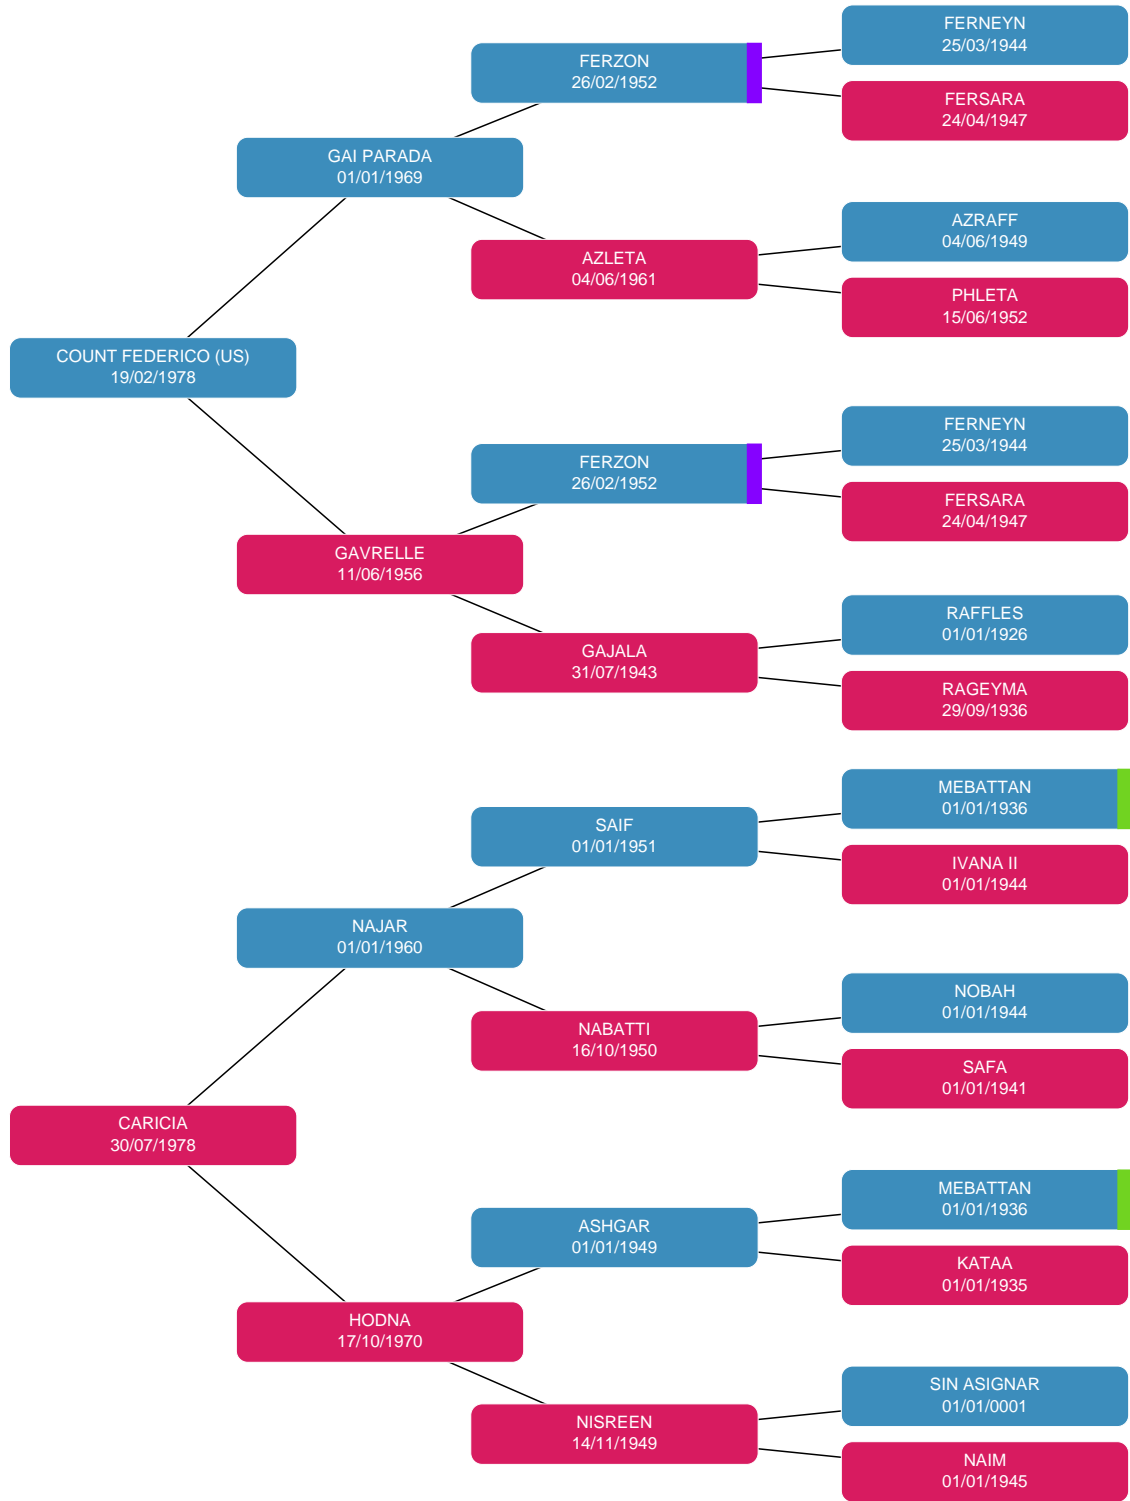 FERNEYN
25/03/1944
FERZON
26/02/1952
FERSARA
24/04/1947
GAI PARADA
01/01/1969
AZRAFF
04/06/1949
AZLETA
04/06/1961
PHLETA
15/06/1952
COUNT FEDERICO (US)
19/02/1978
FERNEYN
25/03/1944
FERZON
26/02/1952
FERSARA
24/04/1947
GAVRELLE
11/06/1956
RAFFLES
01/01/1926
GAJALA
31/07/1943
RAGEYMA
29/09/1936
MEBATTAN
01/01/1936
SAIF
01/01/1951
IVANA II
01/01/1944
NAJAR
01/01/1960
NOBAH
01/01/1944
NABATTI
16/10/1950
SAFA
01/01/1941
CARICIA
30/07/1978
MEBATTAN
01/01/1936
ASHGAR
01/01/1949
KATAA
01/01/1935
HODNA
17/10/1970
SIN ASIGNAR
01/01/0001
NISREEN
14/11/1949
NAIM
01/01/1945